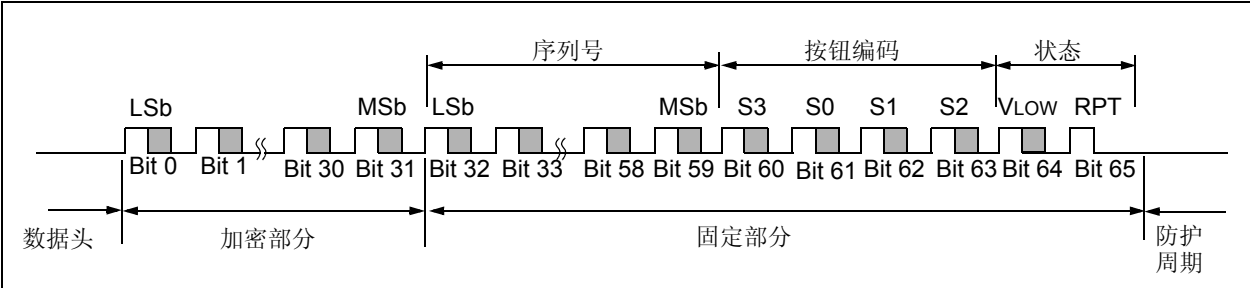 序列号 按钮编码 状态
LSb MSb LSb MSb S3 S0 S1 S2 VLOW RPT
Bit 0 Bit 1 Bit 30 Bit 31 Bit 32 Bit 33 Bit 58 Bit 59 Bit 60 Bit 61 Bit 62 Bit 63 Bit 64 Bit 65
数据头 加密部分 固定部分 防护
周期